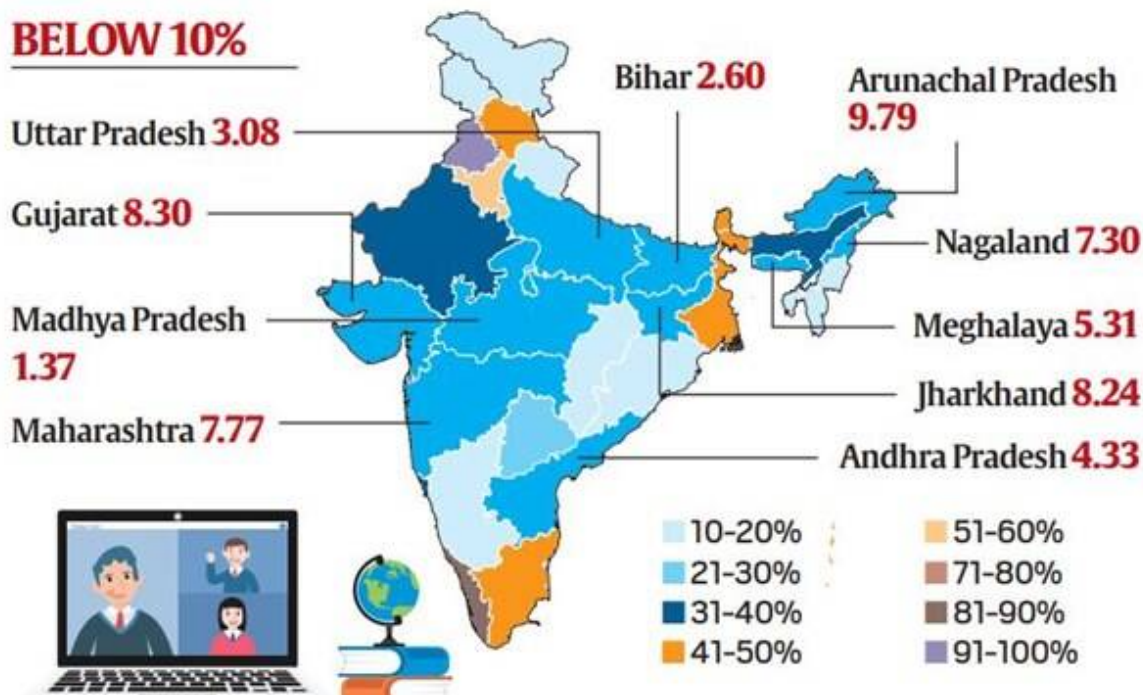 BELOW 10%
Bihar 2.60
Arunachal Pradesh
9.79
Uttar Pradesh 3.08
Gujarat 8.30
Nagaland 7.30
Madhya Pradesh
1.37
Meghalaya 5.31
Jharkhand 8.24
Maharashtra 7.77
Andhra Pradesh 4.33
10-20%
21-30%
31-40%
41-50%
51-60%
71-80%
81-90%
91-100%